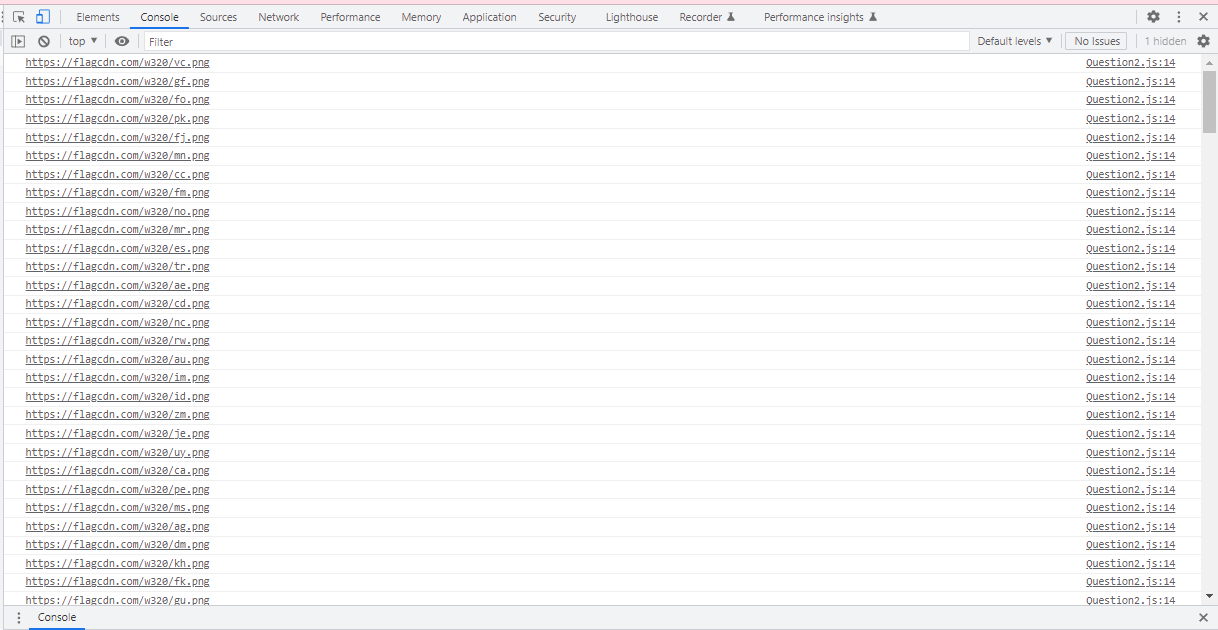 Elements Console Sources Network Performance Memory Application Security Lighthouse Recorder Performance insights
top Filter Default levels No Issues 1 hidden
https://flagcdn.com/w320/vc.png Question2.js:14
https://flagcdn.com/w320/gf.png Question2.js:14
https://flagcdn.com/w320/fo.png Question2.js:14
https://flagcdn.com/w320/pk.png Question2.js:14
https://flagcdn.com/w320/fj.png Question2.js:14
https://flagcdn.com/w320/mn.png Question2.js:14
https://flagcdn.com/w320/cc.png Question2.js:14
https://flagcdn.com/w320/fm.png Question2.js:14
https://flagcdn.com/w320/no.png Question2.js:14
https://flagcdn.com/w320/mr.png Question2.js:14
https://flagcdn.com/w320/es.png Question2.js:14
https://flagcdn.com/w320/tr.png Question2.js:14
https://flagcdn.com/w320/ae.png Question2.js:14
https://flagcdn.com/w320/cd.png Question2.js:14
https://flagcdn.com/w320/nc.png Question2.js:14
https://flagcdn.com/w320/rw.png Question2.js:14
https://flagcdn.com/w320/au.png Question2.js:14
https://flagcdn.com/w320/im.png Question2.js:14
https://flagcdn.com/w320/id.png Question2.js:14
https://flagcdn.com/w320/zm.png Question2.js:14
https://flagcdn.com/w320/je.png Question2.js:14
https://flagcdn.com/w320/uy.png Question2.js:14
https://flagcdn.com/w320/ca.png Question2.js:14
https://flagcdn.com/w320/pe.png Question2.js:14
https://flagcdn.com/w320/ms.png Question2.js:14
https://flagcdn.com/w320/ag.png Question2.js:14
https://flagcdn.com/w320/dm.png Question2.js:14
https://flagcdn.com/w320/kh.png Question2.js:14
https://flagcdn.com/w320/fk.png Question2.js:14
https://flagcdn.com/w320/gu.png Question2.js:14
Console